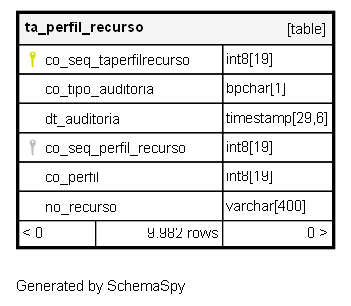 ta_perfil_recurso [table]
co_seq_taperfilrecurso int8[19]
co_tipo_auditoria bpchar[1]
dt_auditoria timestamp[29,6]
co_seq_perfil_recurso int8[19]
co_perfil int8[19]
no_recurso varchar[400]
< 0 9.982 rows 0 >
Generated by SchemaSpy